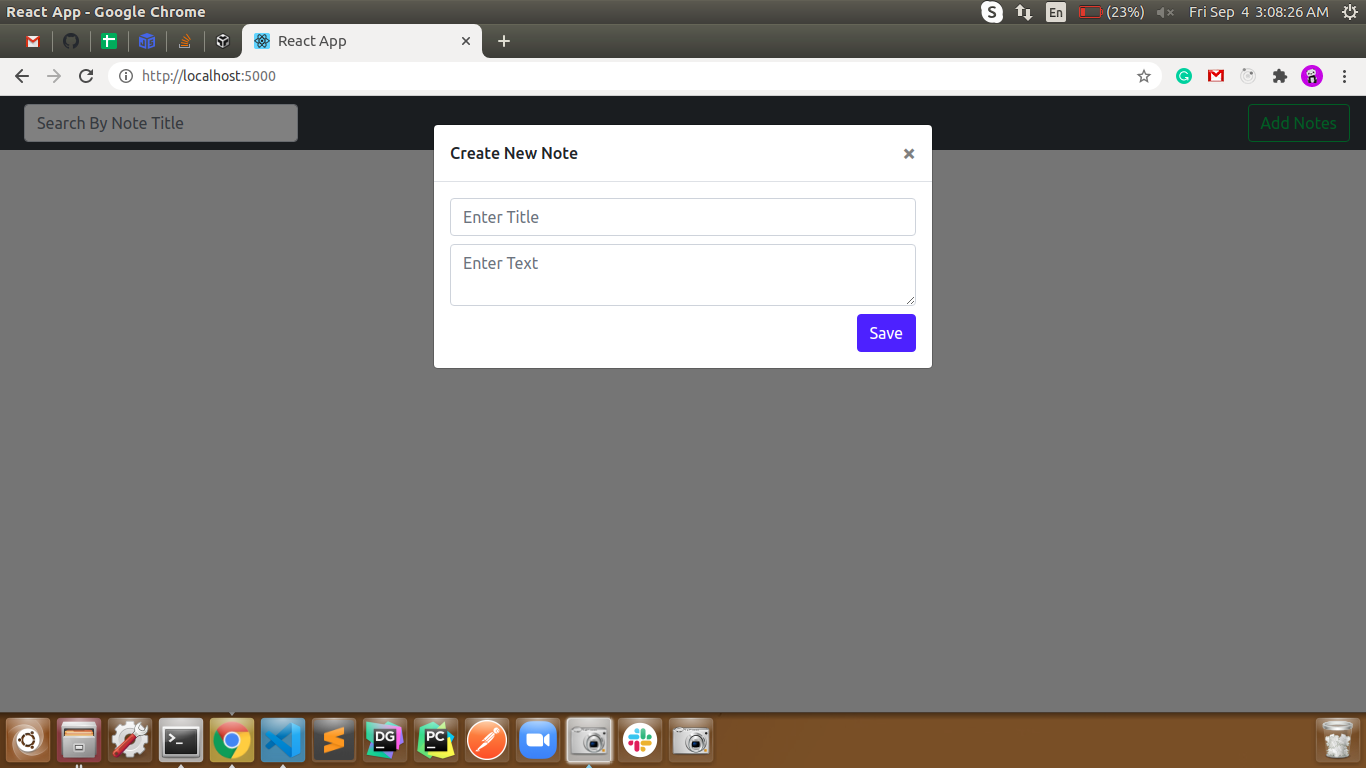 React App - Google Chrome
S En (23%) Fri Sep 4 3:08:26 AM
React App
http://localhost:5000
Search By Note Title
Add Notes
Create New Note
Enter Title
Enter Text
Save
DG
PC